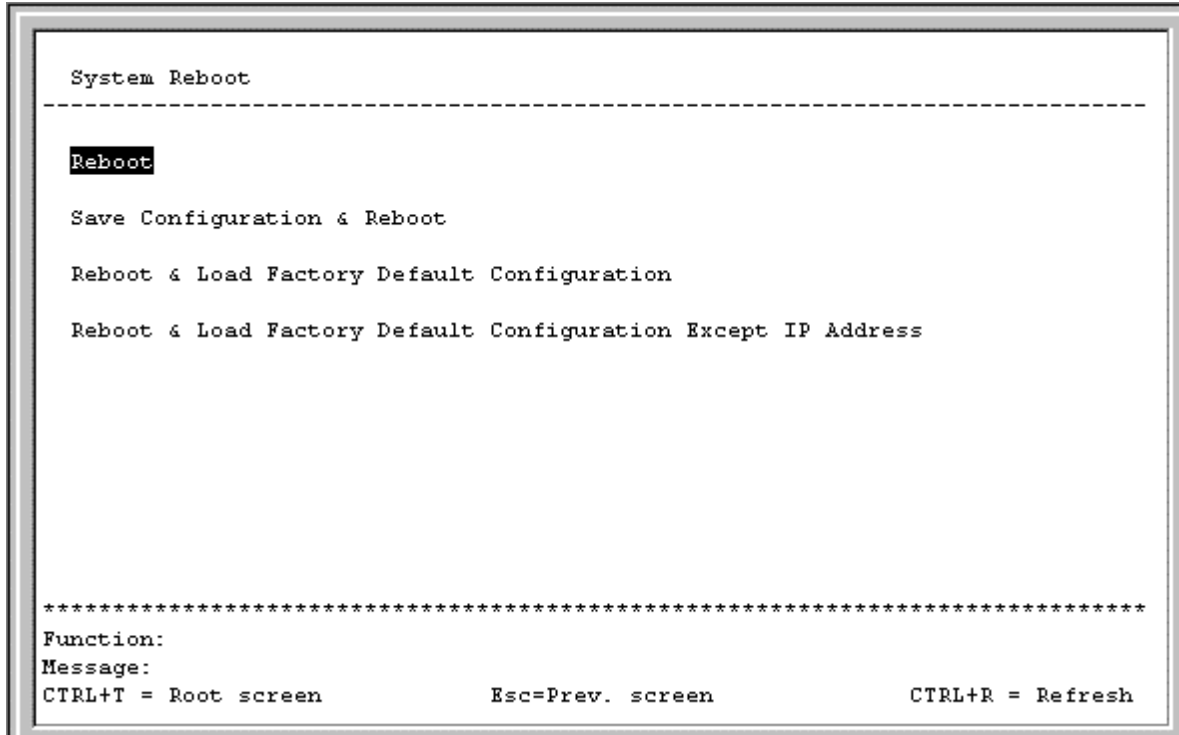 System Reboot
-------------------------------------------------------------------------------
Reboot
Save Configuration & Reboot
Reboot & Load Factory Default Configuration
Reboot & Load Factory Default Configuration Except IP Address
*******************************************************************************
Function:
Message:
CTRL+T = Root screen Esc=Prev. screen CTRL+R = Refresh